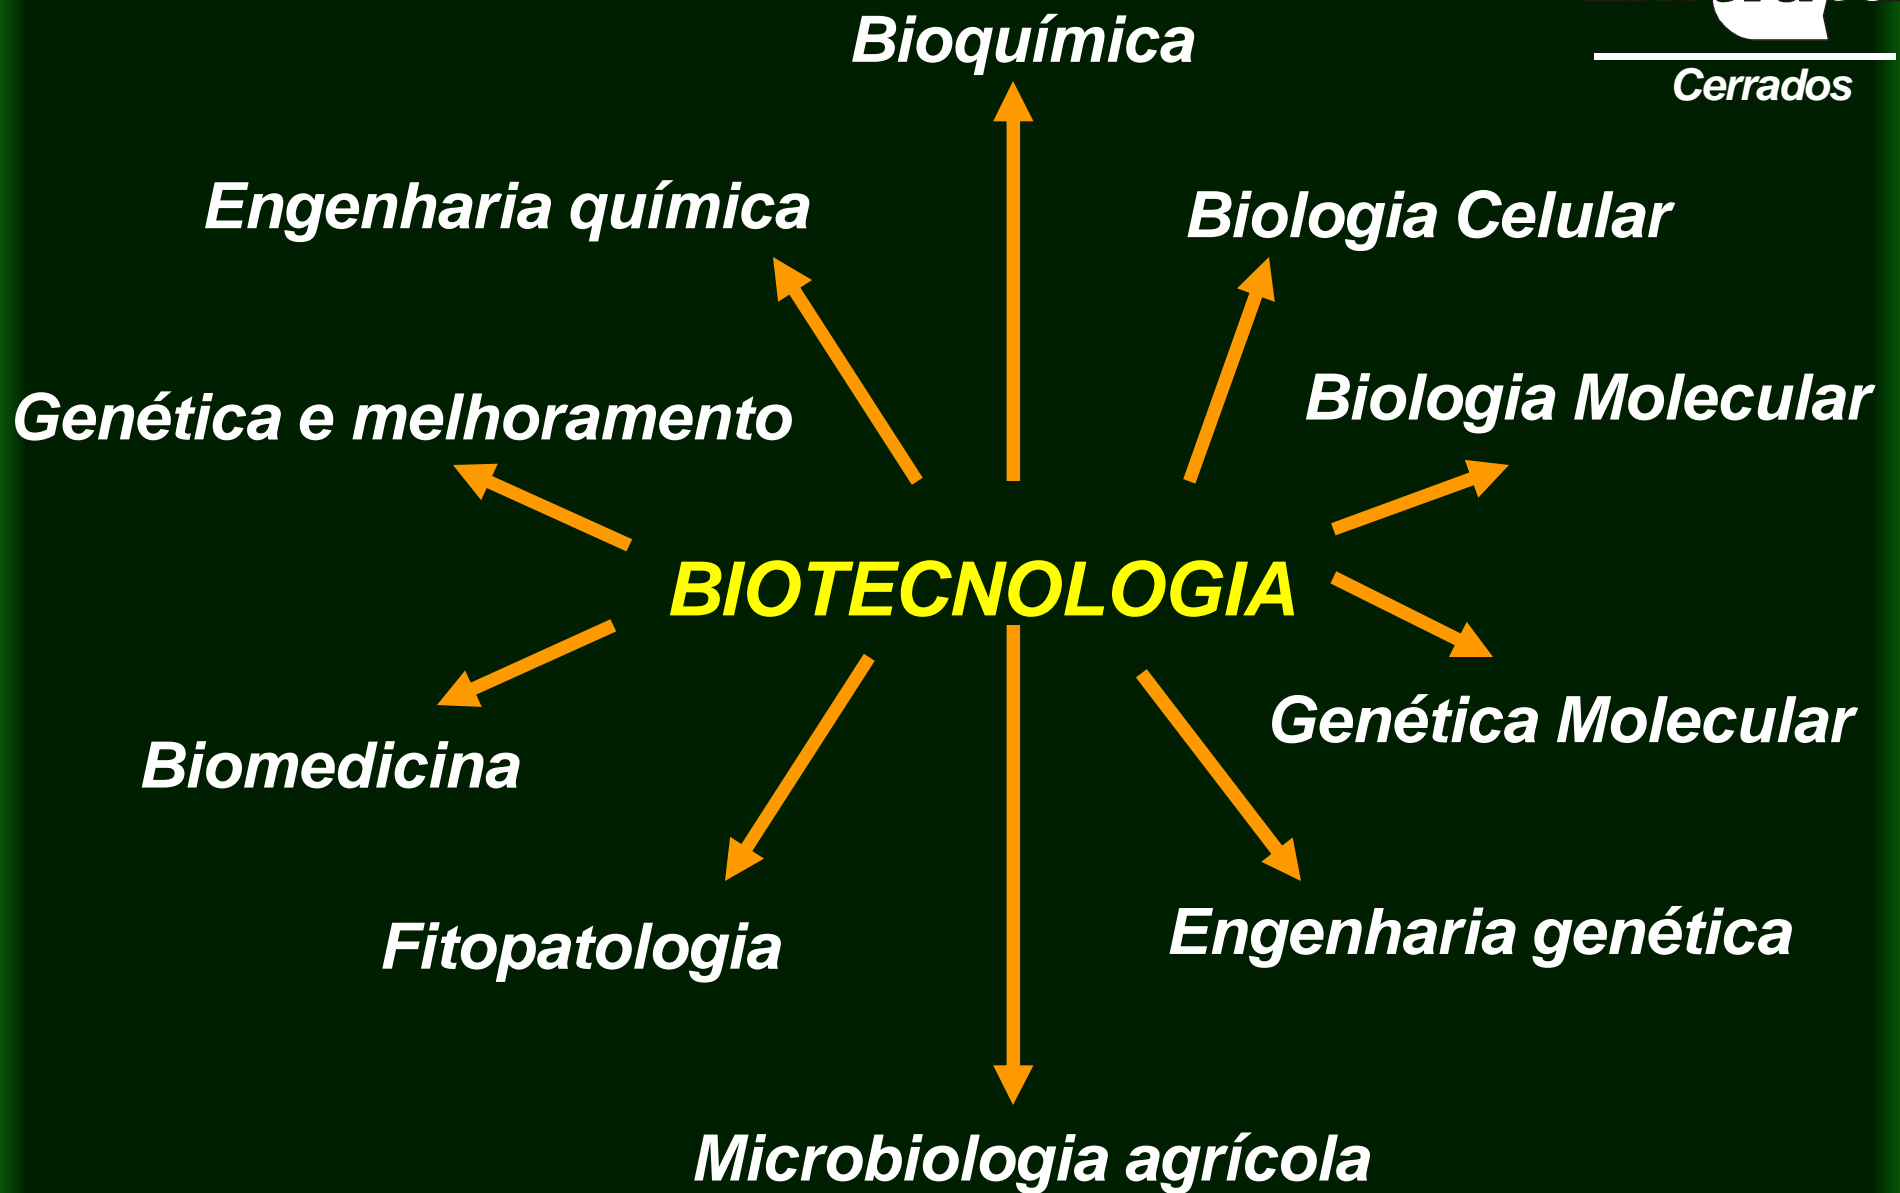 Bioquímica
Cerrados
Engenharia química
Biologia Celular
Genética e melhoramento
Biologia Molecular
BIOTECNOLOGIA
Genética Molecular
Biomedicina
Fitopatologia
Engenharia genética
Microbiologia agrícola